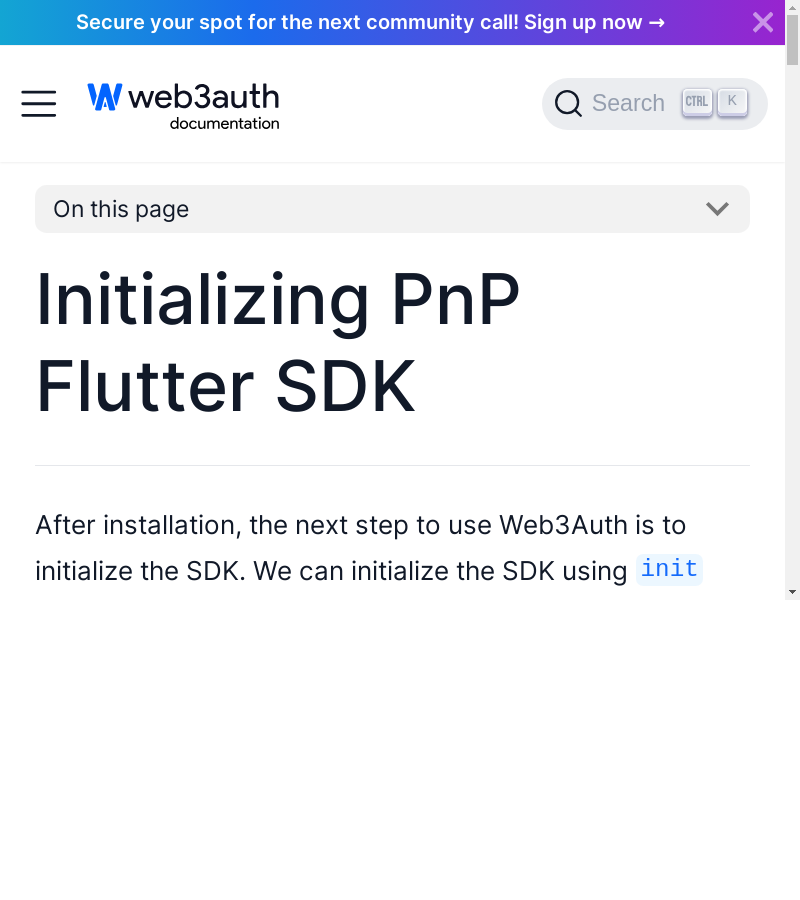 Secure your spot for the next community call! Sign up now →
web3auth
documentation
Search CTRL K
On this page
Initializing PnP
Flutter SDK
After installation, the next step to use Web3Auth is to
initialize the SDK. We can initialize the SDK using init